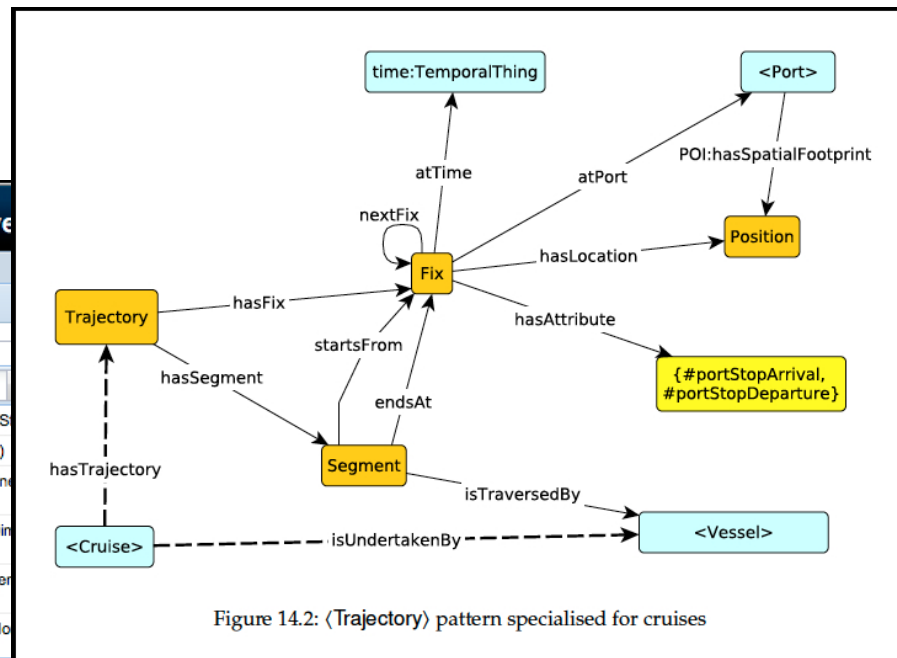 time:TemporalThing
<Port>
atTime
atPort
POI:hasSpatialFootprint
nextFix
Position
hasLocation
Fix
hasFix
Trajectory
hasAttribute
startsFrom
hasSegment
{#portStopArrival,
#portStopDeparture}
endsAt
Segment
hasTrajectory
isTraversedBy
<Cruise>
isUndertakenBy
<Vessel>
Figure 14.2: ⟨Trajectory⟩ pattern specialised for cruises